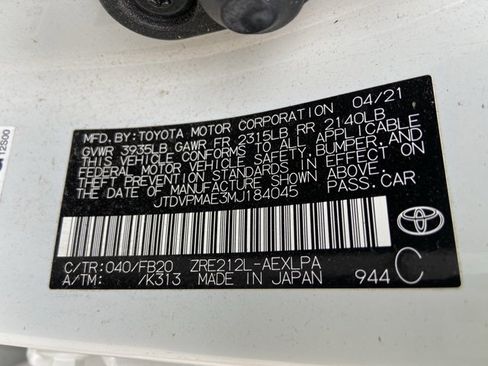 MFD. BY: TOYOTA MOTOR CORPORATION 04/21
GVWR 3935LB GAWR FR 2315LB RR 2140LB
THIS VEHICLE CONFORMS TO ALL APPLICABLE
FEDERAL MOTOR VEHICLE SAFETY, BUMPER, AND
THEFT PREVENTION STANDARDS IN EFFECT ON
THE DATE OF MANUFACTURE SHOWN ABOVE.
JTDVPMAE3MJ184045 PASS.CAR
C/TR:040/FB20 ZRE212L-AEXLPA
A/TM: /K313 MADE IN JAPAN 944 C
12S00